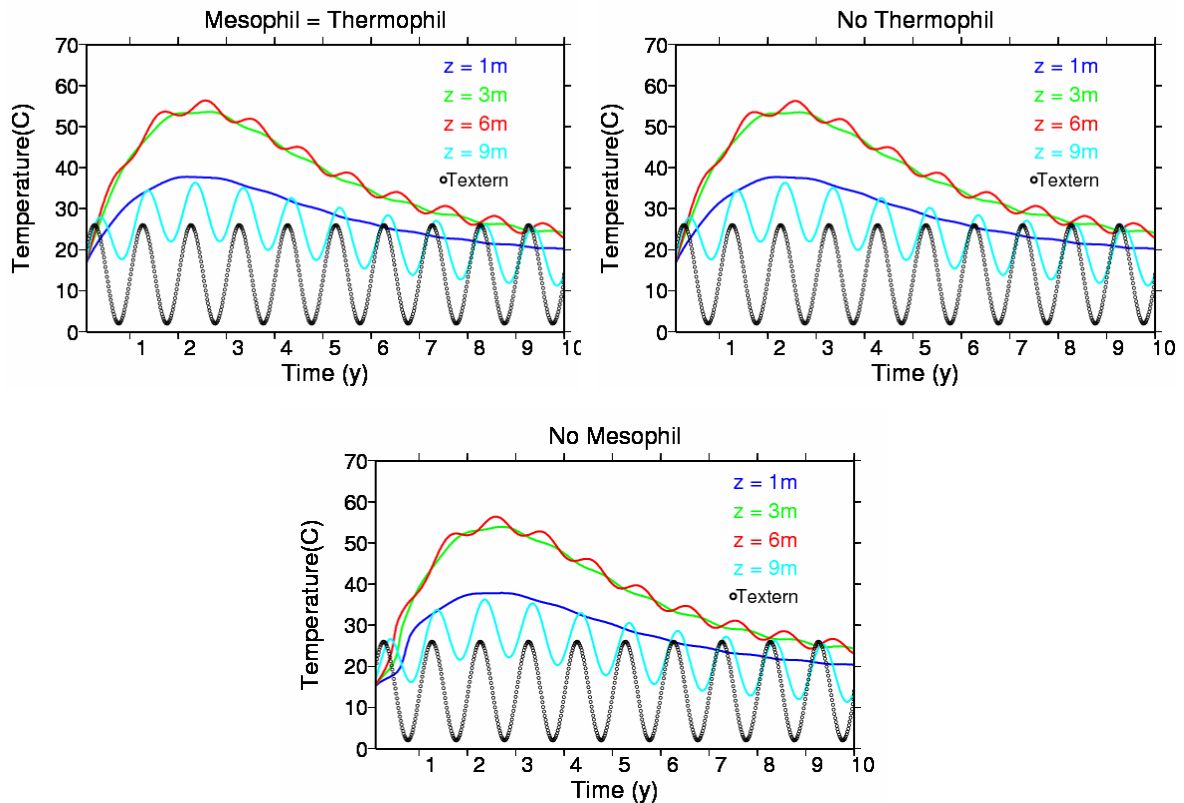 Mesophil = Thermophil
70
60
50
40
30
20
10
0
Temperature(C)
z = 1m
z = 3m
z = 6m
z = 9m
Textern
1 2 3 4 5 6 7 8 9 10
Time (y)
No Thermophil
70
60
50
40
30
20
10
0
Temperature(C)
z = 1m
z = 3m
z = 6m
z = 9m
Textern
1 2 3 4 5 6 7 8 9 10
Time (y)
No Mesophil
70
60
50
40
30
20
10
0
Temperature(C)
z = 1m
z = 3m
z = 6m
z = 9m
Textern
1 2 3 4 5 6 7 8 9 10
Time (y)